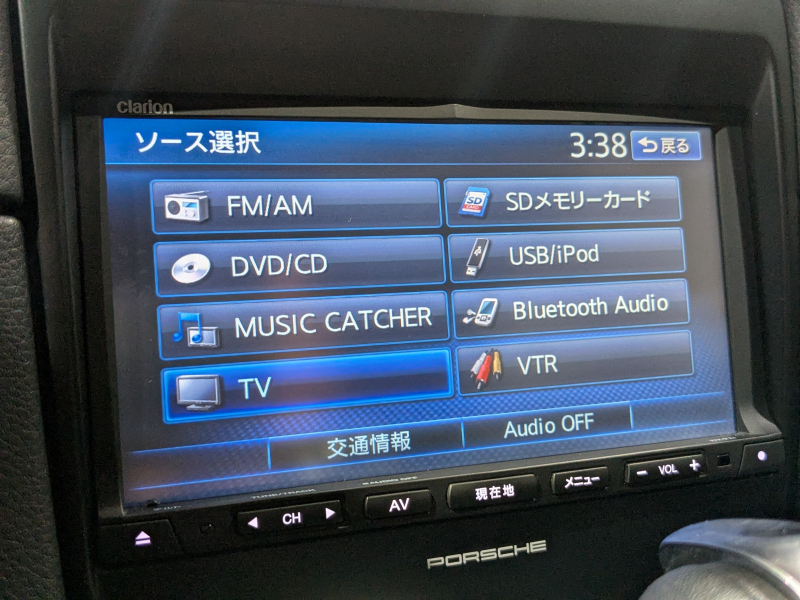 clarion
ソース選択
3:38
戻る
FM/AM
SDメモリーカード
SD
DVD/CD
USB/iPod
MUSIC CATCHER
Bluetooth Audio
TV
VTR
交通情報
Audio OFF
CH
AV
現在地
メニュー
- VOL +
PORSCHE